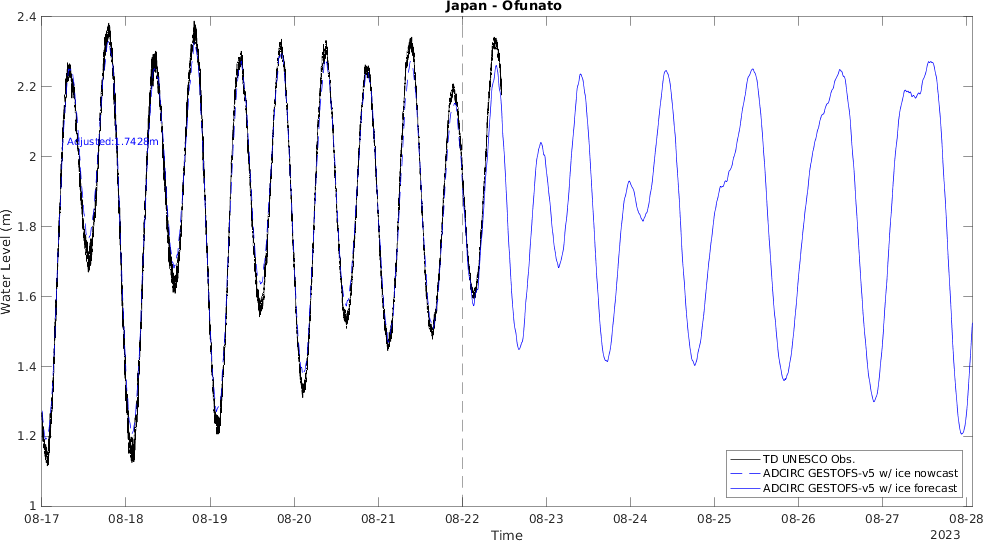 Japan - Ofunato
2.4
2.2
2
1.8
1.6
1.4
1.2
1
Water Level (m)
Adjusted:1.7428m
TD UNESCO Obs.
ADCIRC GESTOFS-v5 w/ ice nowcast
ADCIRC GESTOFS-v5 w/ ice forecast
08-17 08-18 08-19 08-20 08-21 08-22 08-23 08-24 08-25 08-26 08-27 08-28
Time
2023